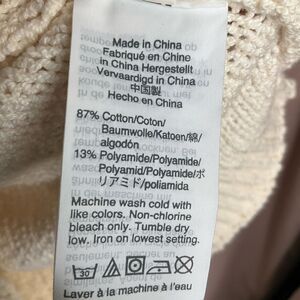 Made in China
Fabriqué en Chine
In China Hergestellt
Vervaardigd in China
中国製
Hecho en China
87% Cotton/Coton/
Baumwolle/Katoen/綿/
algodón
13% Polyamide/Polyamide/
Polyamid/Polyamide/ポ
リアミド/poliamida
Machine wash cold with
like colors. Non-chlorine
bleach only. Tumble dry
low. Iron on lowest setting.
30
Laver à la machine à l'eau